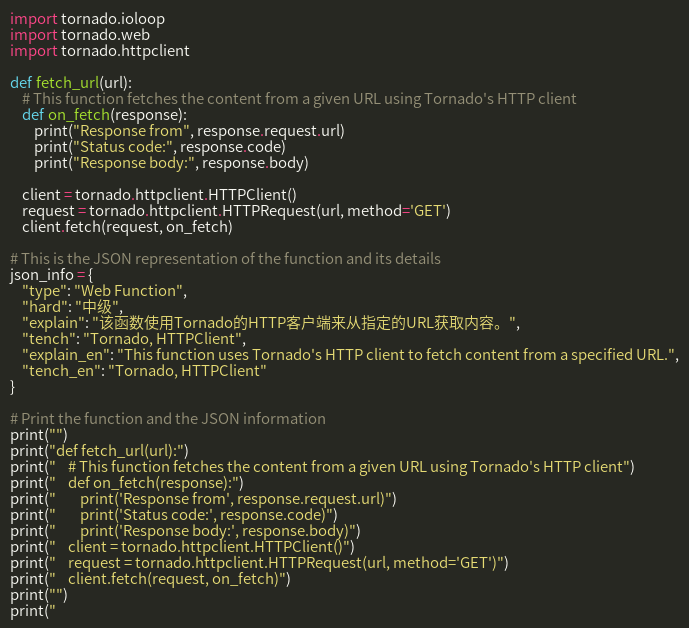 import tornado.ioloop
import tornado.web
import tornado.httpclient

def fetch_url(url):
    # This function fetches the content from a given URL using Tornado's HTTP client
    def on_fetch(response):
        print("Response from", response.request.url)
        print("Status code:", response.code)
        print("Response body:", response.body)

    client = tornado.httpclient.HTTPClient()
    request = tornado.httpclient.HTTPRequest(url, method='GET')
    client.fetch(request, on_fetch)

# This is the JSON representation of the function and its details
json_info = {
    "type": "Web Function",
    "hard": "中级",
    "explain": "该函数使用Tornado的HTTP客户端来从指定的URL获取内容。",
    "tench": "Tornado, HTTPClient",
    "explain_en": "This function uses Tornado's HTTP client to fetch content from a specified URL.",
    "tench_en": "Tornado, HTTPClient"
}

# Print the function and the JSON information
print("")
print("def fetch_url(url):")
print("    # This function fetches the content from a given URL using Tornado's HTTP client")
print("    def on_fetch(response):")
print("        print('Response from', response.request.url)")
print("        print('Status code:', response.code)")
print("        print('Response body:', response.body)")
print("    client = tornado.httpclient.HTTPClient()")
print("    request = tornado.httpclient.HTTPRequest(url, method='GET')")
print("    client.fetch(request, on_fetch)")
print("")
print("